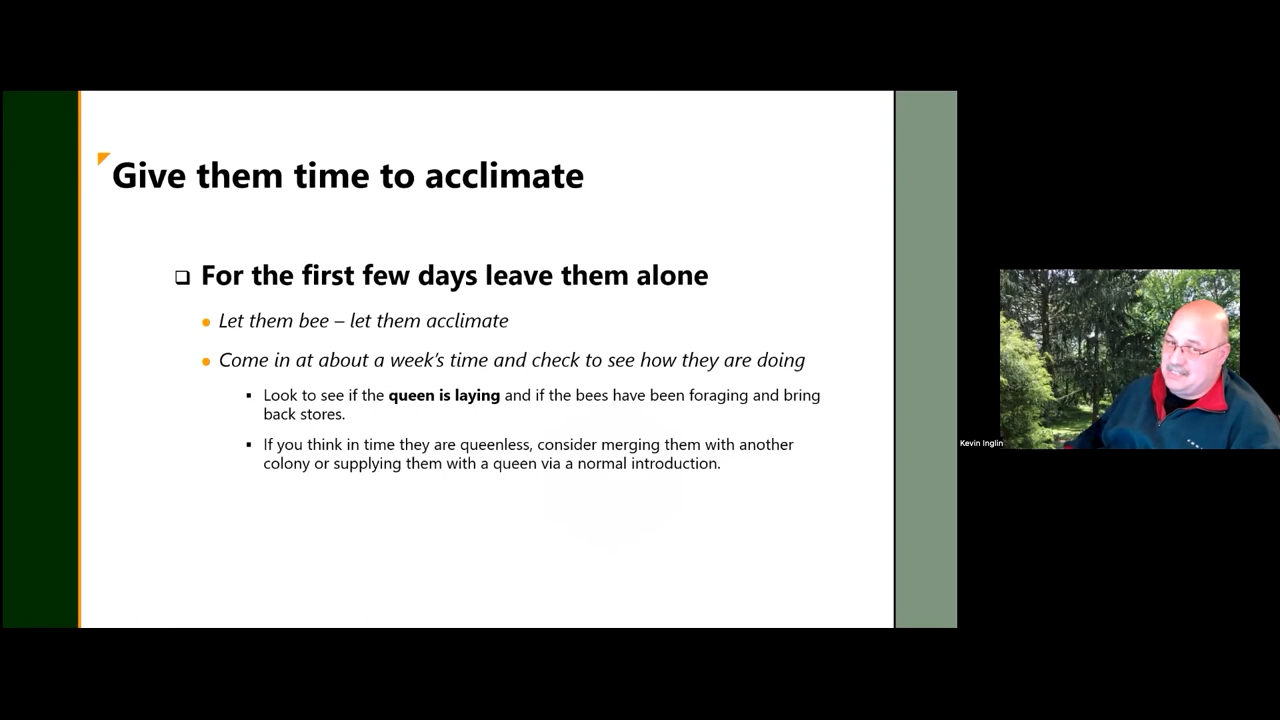 Give them time to acclimate
❑ For the first few days leave them alone
• Let them bee – let them acclimate
• Come in at about a week's time and check to see how they are doing
▪ Look to see if the queen is laying and if the bees have been foraging and bring
back stores.
▪ If you think in time they are queenless, consider merging them with another
colony or supplying them with a queen via a normal introduction.
Kevin Inglin